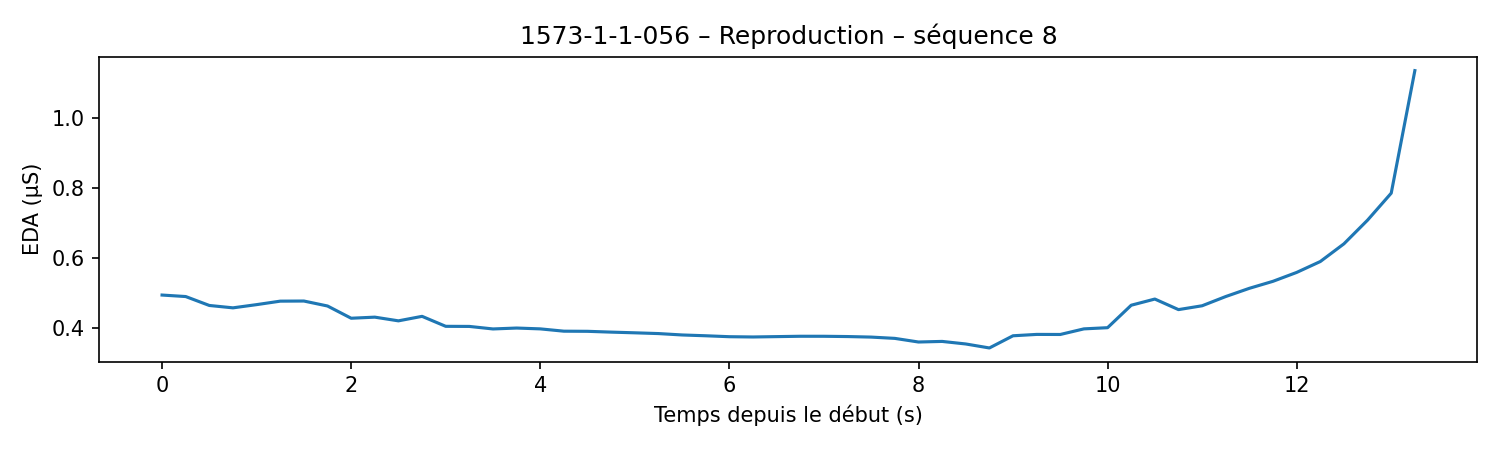 1573-1-1-056 – Reproduction – séquence 8
EDA (µS)
1.0
0.8
0.6
0.4
0 2 4 6 8 10 12
Temps depuis le début (s)